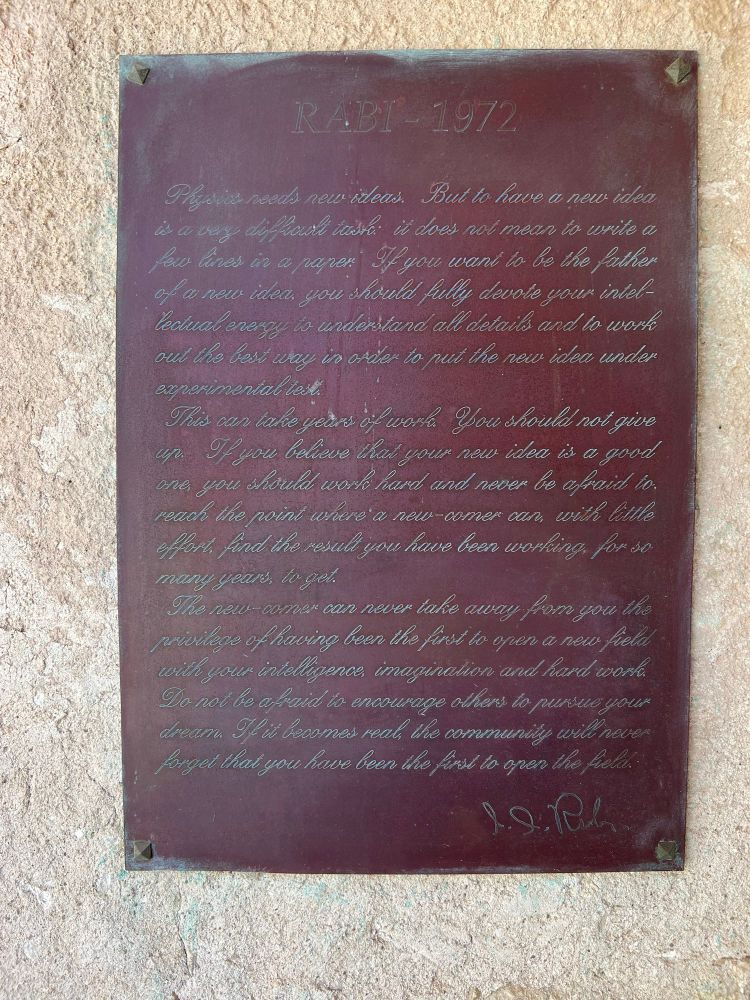 RABI - 1972
Physics needs new ideas. But to have a new idea
is a very difficult task: it does not mean to write a
few lines in a paper. If you want to be the father
of a new idea, you should fully devote your intel-
lectual energy to understand all details and to work
out the best way in order to put the new idea under
experimental test.
This can take years of work. You should not give
up. If you believe that your new idea is a good
one, you should work hard and never be afraid to
reach the point where a new-comer can, with little
effort, find the result you have been working, for so
many years, to get.
The new-comer can never take away from you the
privilege of having been the first to open a new field
with your intelligence, imagination and hard work.
Do not be afraid to encourage others to pursue your
dream. If it becomes real, the community will never
forget that you have been the first to open the field.
I. I. Rabi